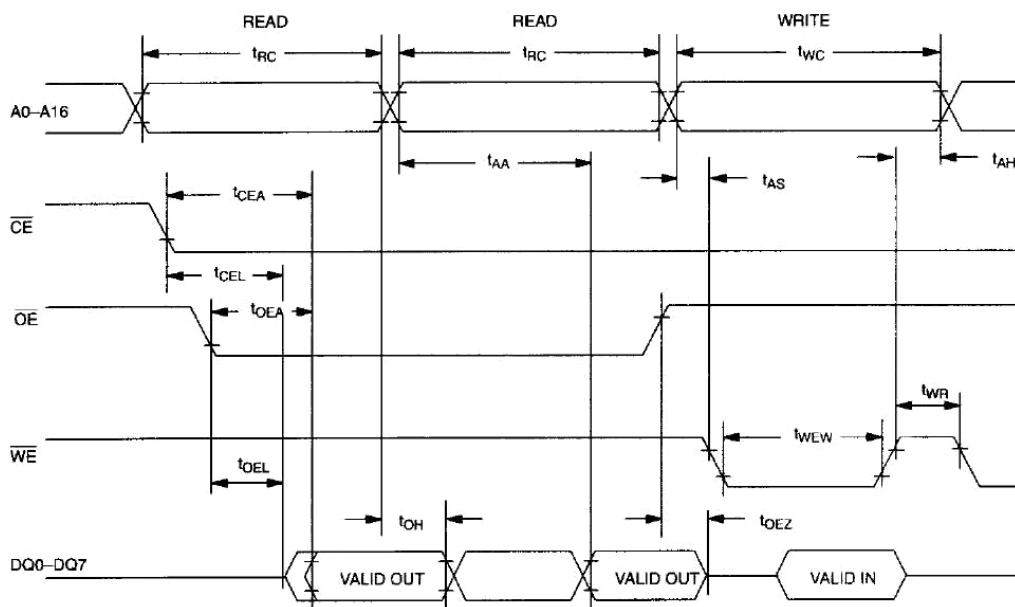 READ READ WRITE
tRC tRC tWC
A0–A16
tAA tAS tAH
tCEA
CE
tCEL
OE tOEA
tWR
WE tWEW
tOEL
tOH tOEZ
DQ0–DQ7
VALID OUT VALID OUT VALID IN